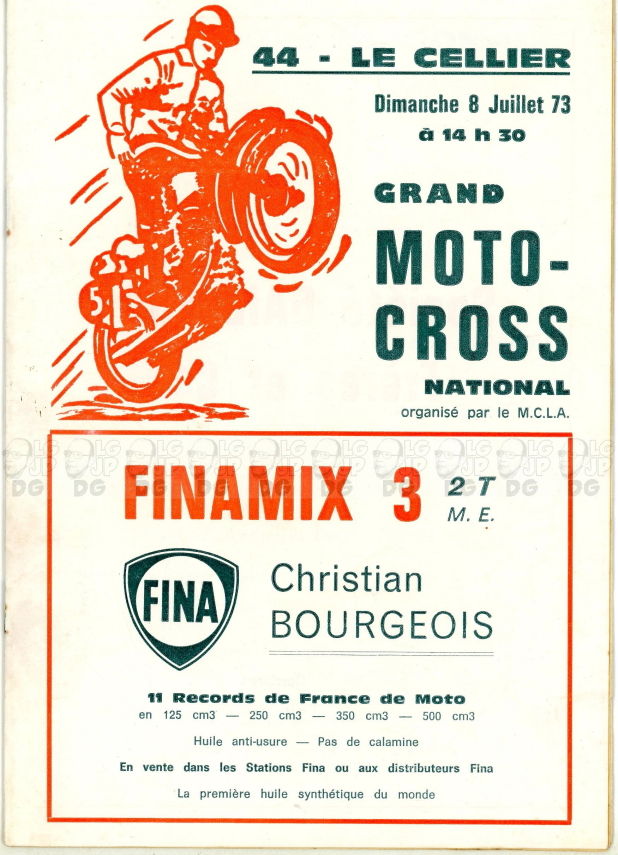 44 - LE CELLIER
Dimanche 8 Juillet 73
à 14 h 30
GRAND
MOTO-
CROSS
NATIONAL
organisé par le M.C.L.A.
5
FINAMIX 3 2 T
M. E.
FINA
Christian
BOURGEOIS
11 Records de France de Moto
en 125 cm3 — 250 cm3 — 350 cm3 — 500 cm3
Huile anti-usure — Pas de calamine
En vente dans les Stations Fina ou aux distributeurs Fina
La première huile synthétique du monde